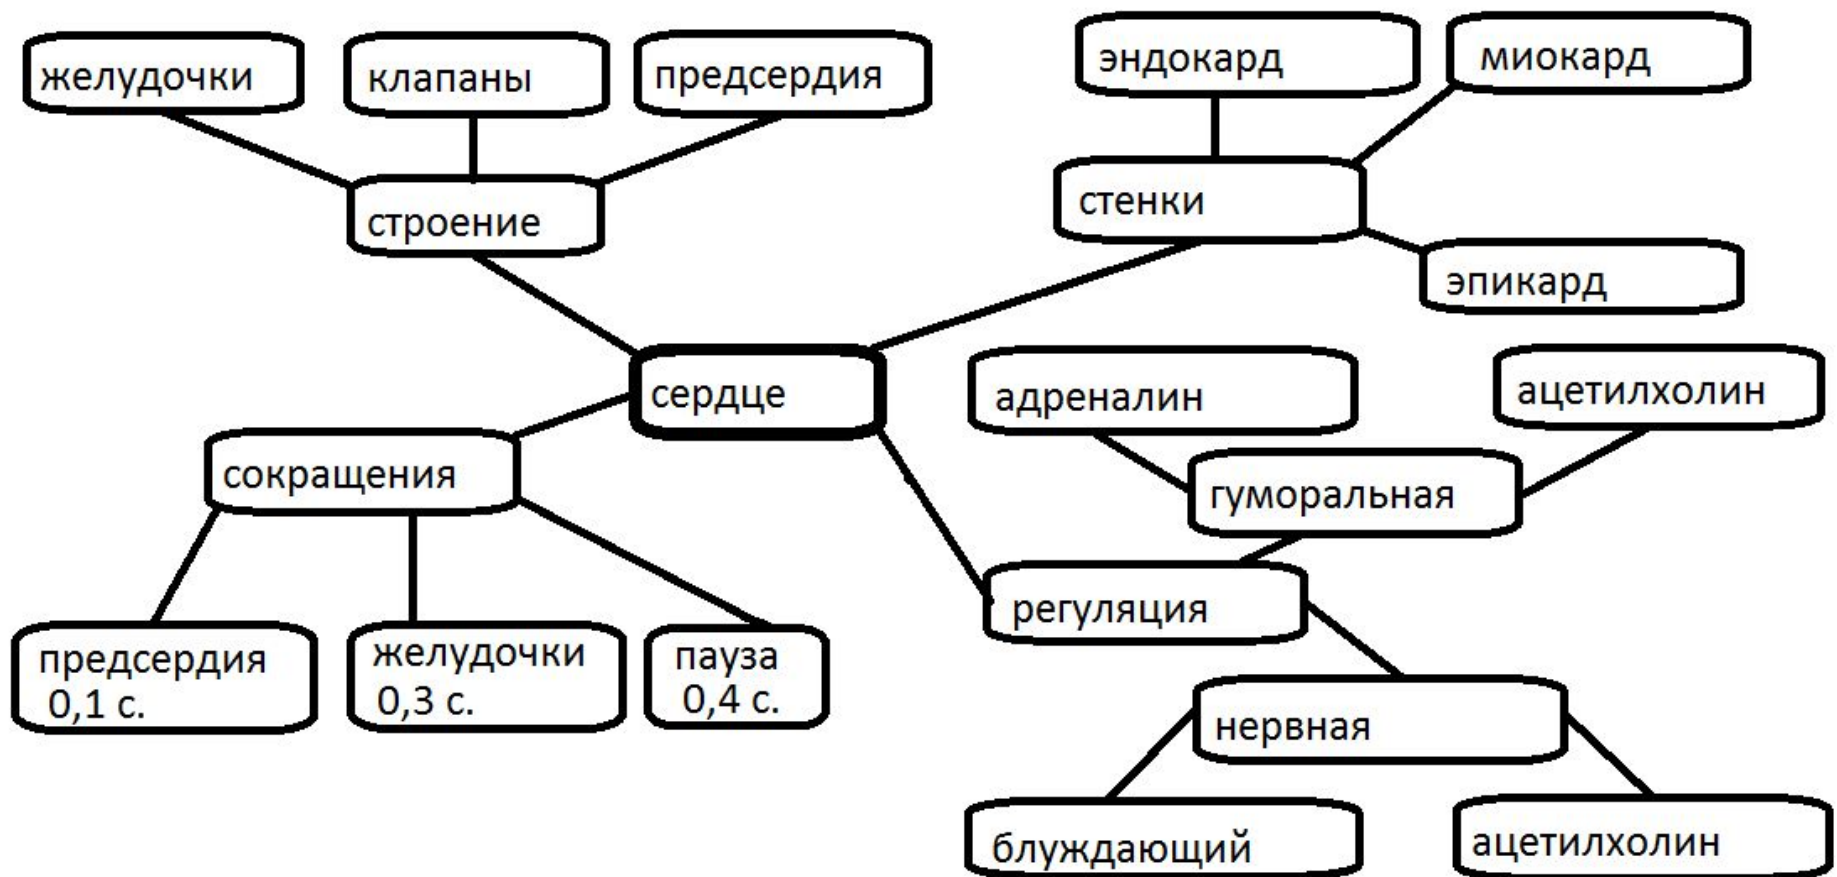 желудочки
клапаны
предсердия
эндокард
миокард
строение
стенки
эпикард
сердце
адреналин
ацетилхолин
сокращения
гуморальная
регуляция
предсердия
0,1 с.
желудочки
0,3 с.
пауза
0,4 с.
нервная
блуждающий
ацетилхолин